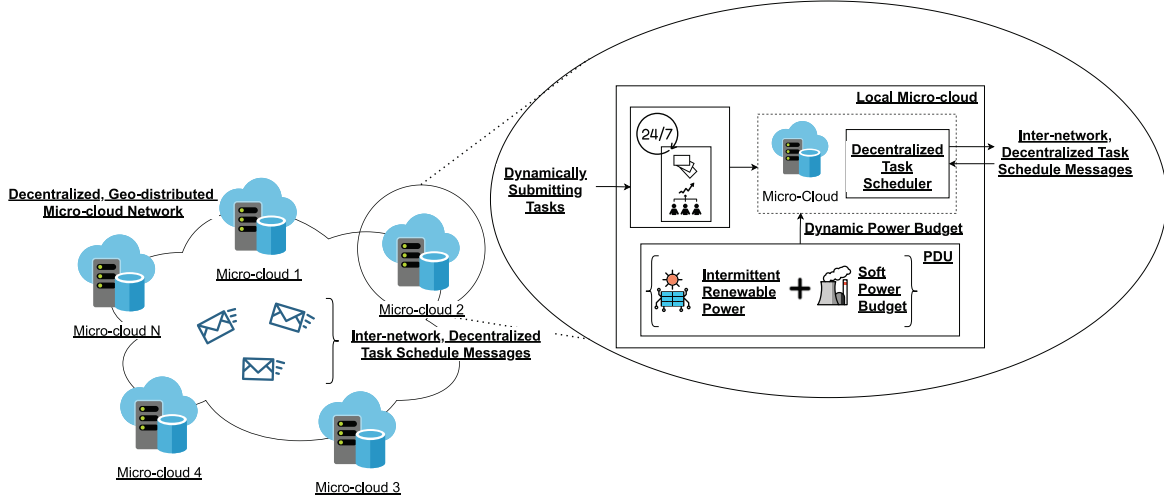 Decentralized, Geo-distributed
Micro-cloud Network
Micro-cloud 1
Micro-cloud 2
Micro-cloud N
Inter-network, Decentralized
Task Schedule Messages
Micro-cloud 4
Micro-cloud 3
Local Micro-cloud
24/7
Dynamically
Submitting
Tasks
Micro-Cloud
Decentralized
Task
Scheduler
Inter-network,
Decentralized Task
Schedule Messages
Dynamic Power Budget
PDU
Intermittent
Renewable
Power
Soft
Power
Budget